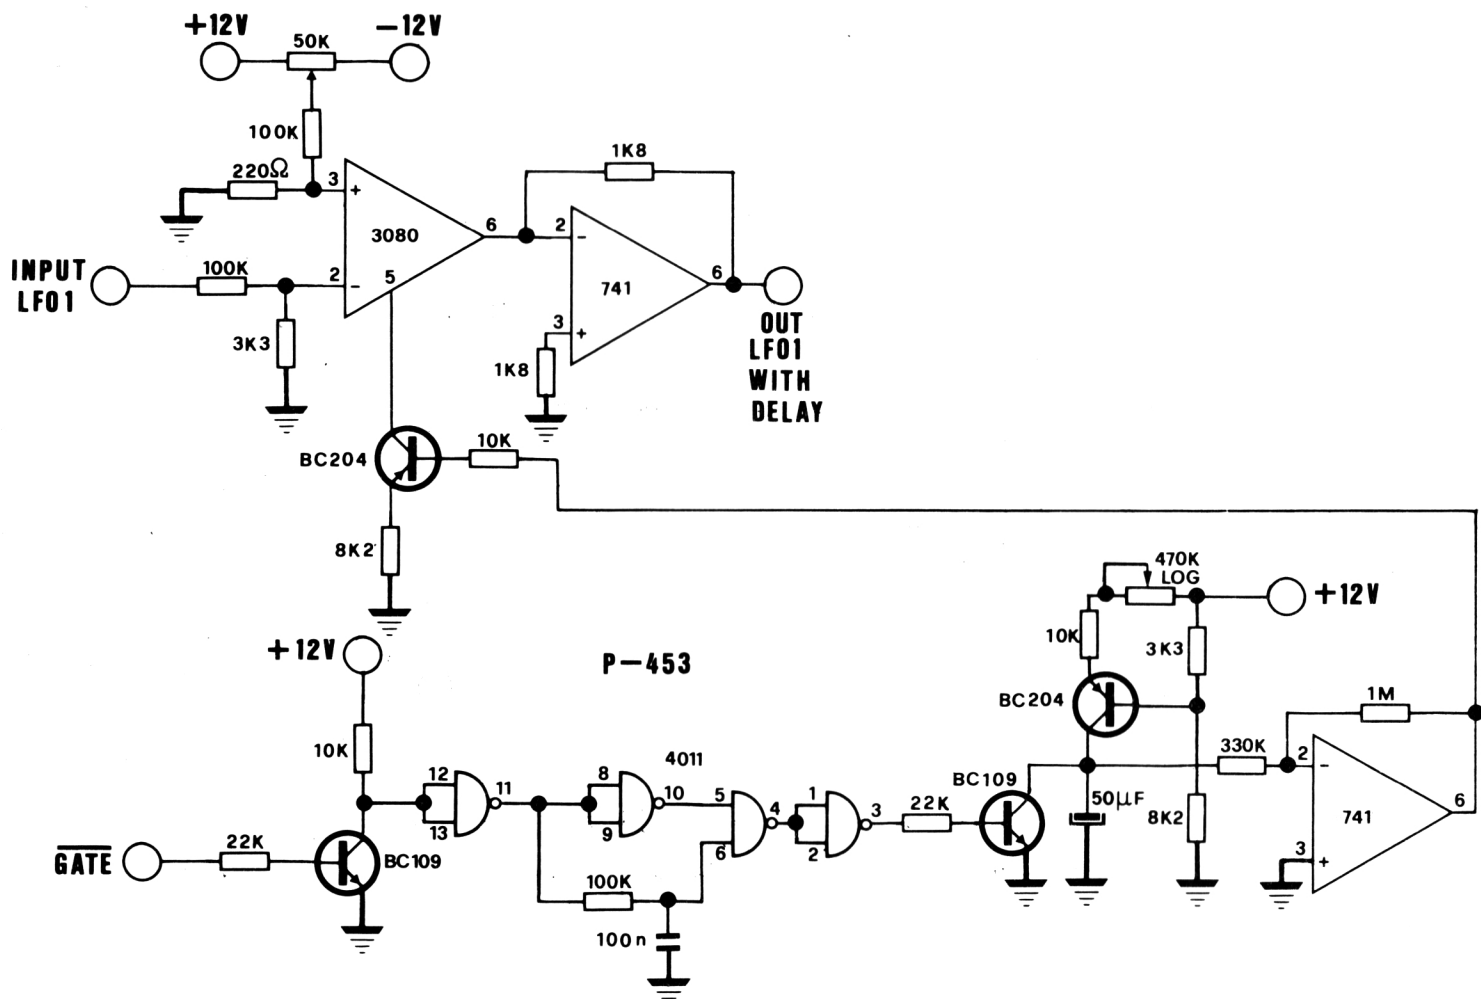 +12V
-12V
50K
100K
220Ω
3
+
3080
6
1K8
2
-
741
6
INPUT
LFO1
100K
2
-
5
3K3
3
+
1K8
OUT
LFO1
WITH
DELAY
BC204
10K
8K2
470K
LOG
+12V
10K
3K3
+12V
P-453
BC204
1M
10K
330K
2
-
4011
12
13
11
8
9
10
5
6
4
1
2
3
22K
BC109
50µF
8K2
741
6
3
+
GATE
22K
BC109
100K
100n